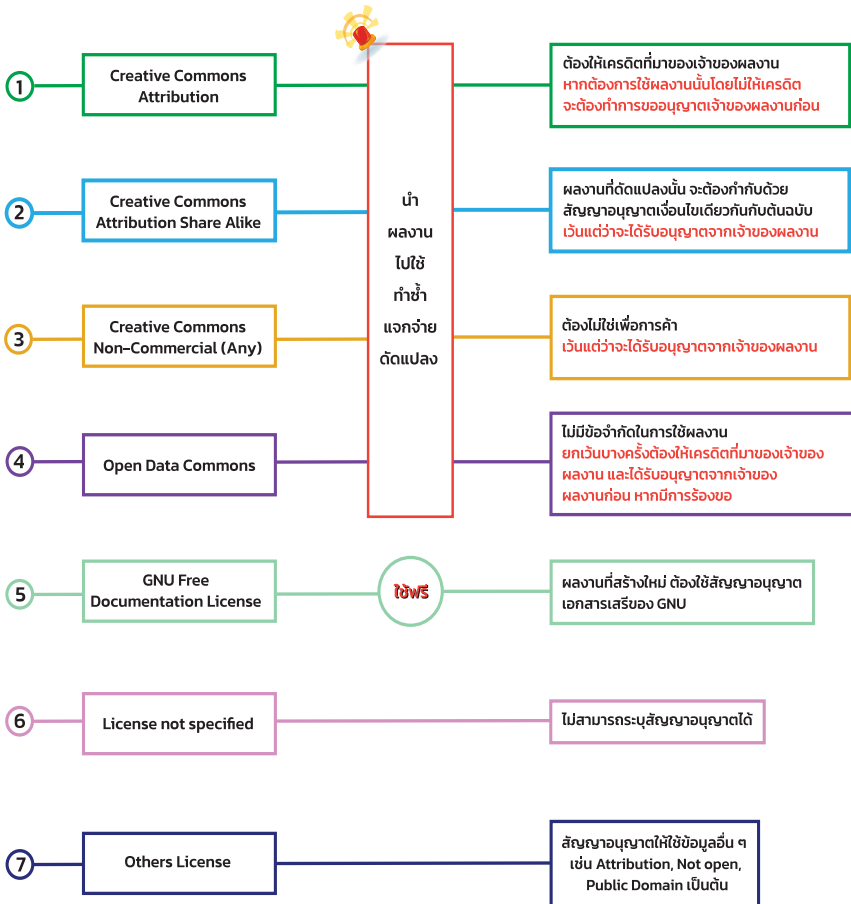 1
Creative Commons
Attribution
ต้องให้เครดิตที่มาของเจ้าของผลงาน
หากต้องการใช้ผลงานนั้นโดยไม่ให้เครดิต
จะต้องทำการขออนุญาตเจ้าของผลงานก่อน
2
Creative Commons
Attribution Share Alike
ผลงานที่ดัดแปลงนั้น จะต้องกำกับด้วย
สัญญาอนุญาตเงื่อนไขเดียวกันกับต้นฉบับ
เว้นแต่ว่าจะได้รับอนุญาตจากเจ้าของผลงาน
นำ
ผลงาน
ไปใช้
ทำซ้ำ
แจกจ่าย
ดัดแปลง
3
Creative Commons
Non-Commercial (Any)
ต้องไม่ใช่เพื่อการค้า
เว้นแต่ว่าจะได้รับอนุญาตจากเจ้าของผลงาน
4
Open Data Commons
ไม่มีข้อจำกัดในการใช้ผลงาน
ยกเว้นบางครั้งต้องให้เครดิตที่มาของเจ้าของ
ผลงาน และได้รับอนุญาตจากเจ้าของ
ผลงานก่อน หากมีการร้องขอ
5
GNU Free
Documentation License
ใช้ฟรี
ผลงานที่สร้างใหม่ ต้องใช้สัญญาอนุญาต
เอกสารเสรีของ GNU
6
License not specified
ไม่สามารถระบุสัญญาอนุญาตได้
7
Others License
สัญญาอนุญาตให้ใช้ข้อมูลอื่น ๆ
เช่น Attribution, Not open,
Public Domain เป็นต้น